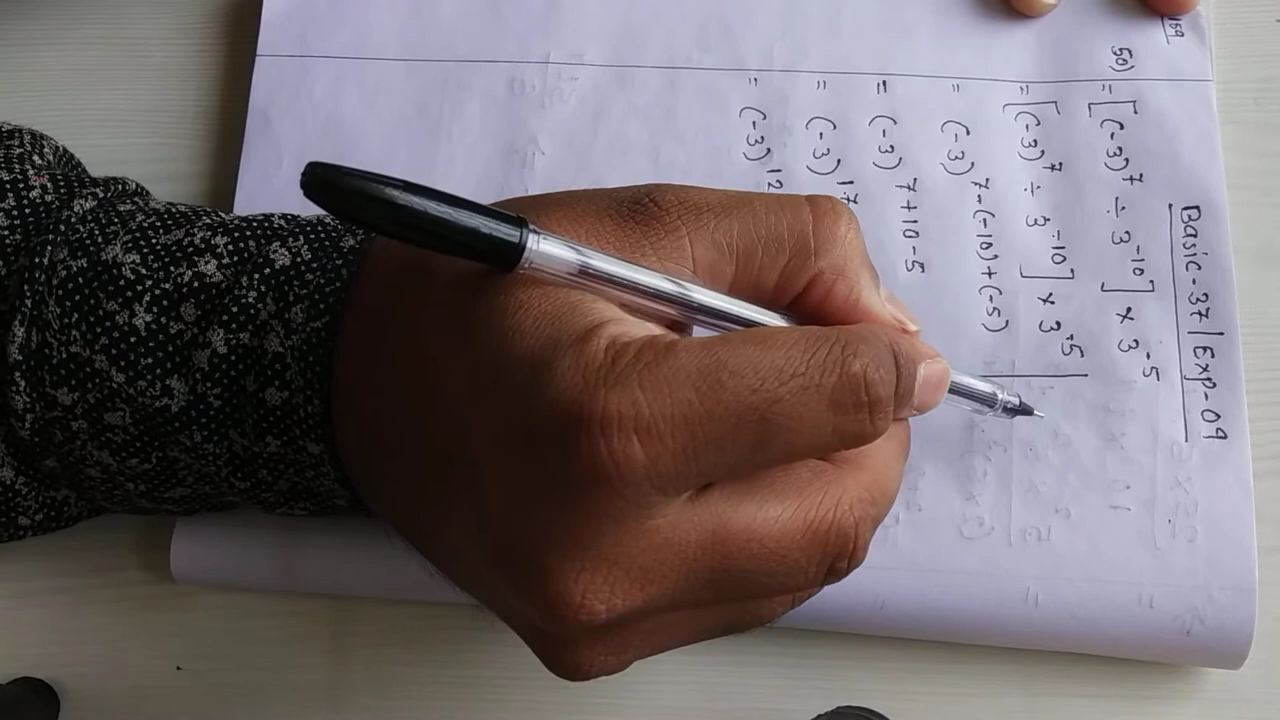 159
Basic-37|Exp-09
50) = [(-3)⁷ ÷ 3⁻¹⁰] × 3⁻⁵
= [(-3)⁷ ÷ 3⁻¹⁰] × 3⁻⁵
= (-3)⁷⁻⁽⁻¹⁰⁾⁺⁽⁻⁵⁾
= (-3)⁷⁺¹⁰⁻⁵
= (-3)¹⁷
= (-3)¹²